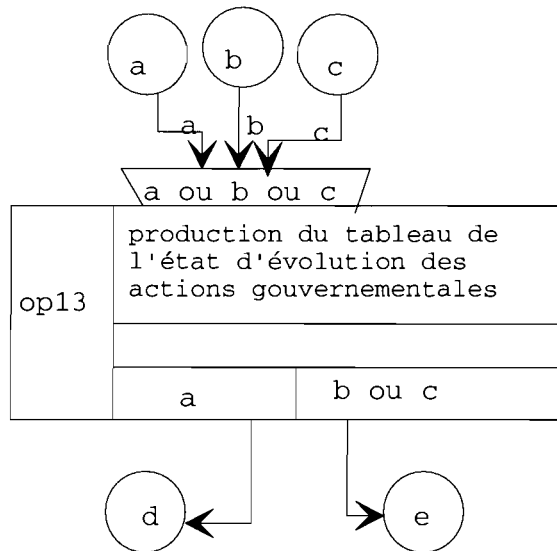 a
b
c
a
b
c
a ou b ou c
production du tableau de
l'état d'évolution des
actions gouvernementales
op13
a
b ou c
d
e